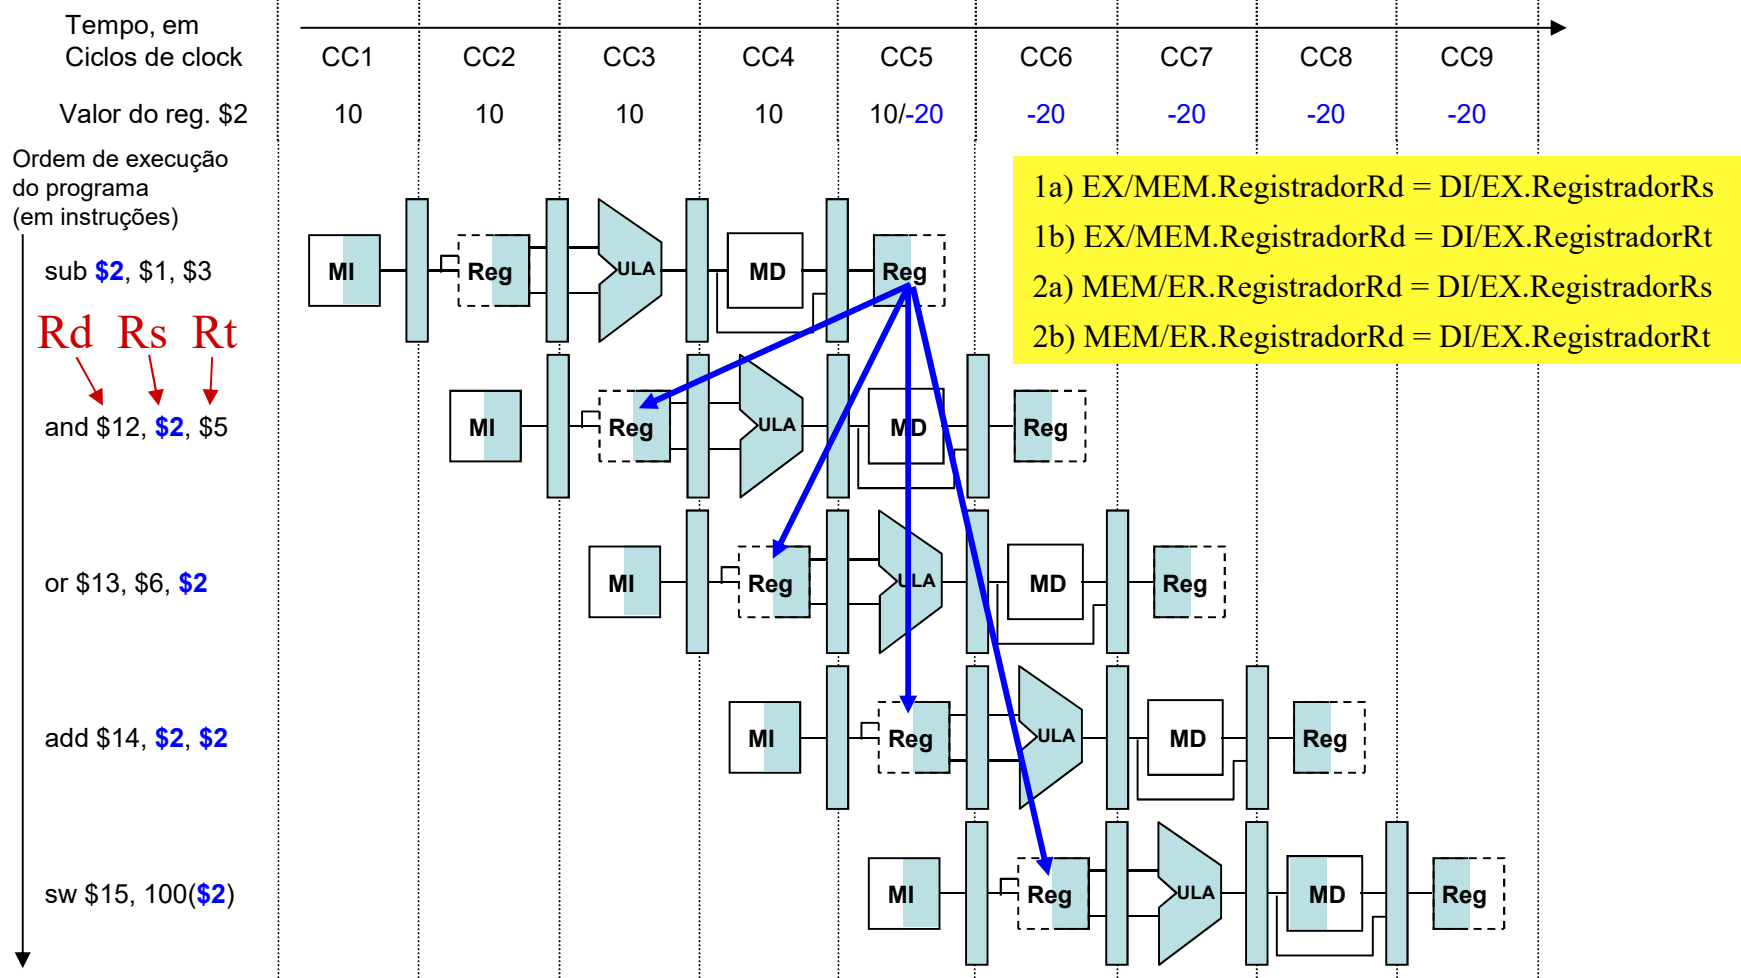 Tempo, em
Ciclos de clock
CC1 CC2 CC3 CC4 CC5 CC6 CC7 CC8 CC9
Valor do reg. $2 10 10 10 10 10/-20 -20 -20 -20 -20
Ordem de execução
do programa
(em instruções)
1a) EX/MEM.RegistradorRd = DI/EX.RegistradorRs
1b) EX/MEM.RegistradorRd = DI/EX.RegistradorRt
2a) MEM/ER.RegistradorRd = DI/EX.RegistradorRs
2b) MEM/ER.RegistradorRd = DI/EX.RegistradorRt
sub $2, $1, $3 MI Reg ULA MD Reg
Rd Rs Rt
and $12, $2, $5 MI Reg ULA MD Reg
or $13, $6, $2 MI Reg ULA MD Reg
add $14, $2, $2 MI Reg ULA MD Reg
sw $15, 100($2) MI Reg ULA MD Reg